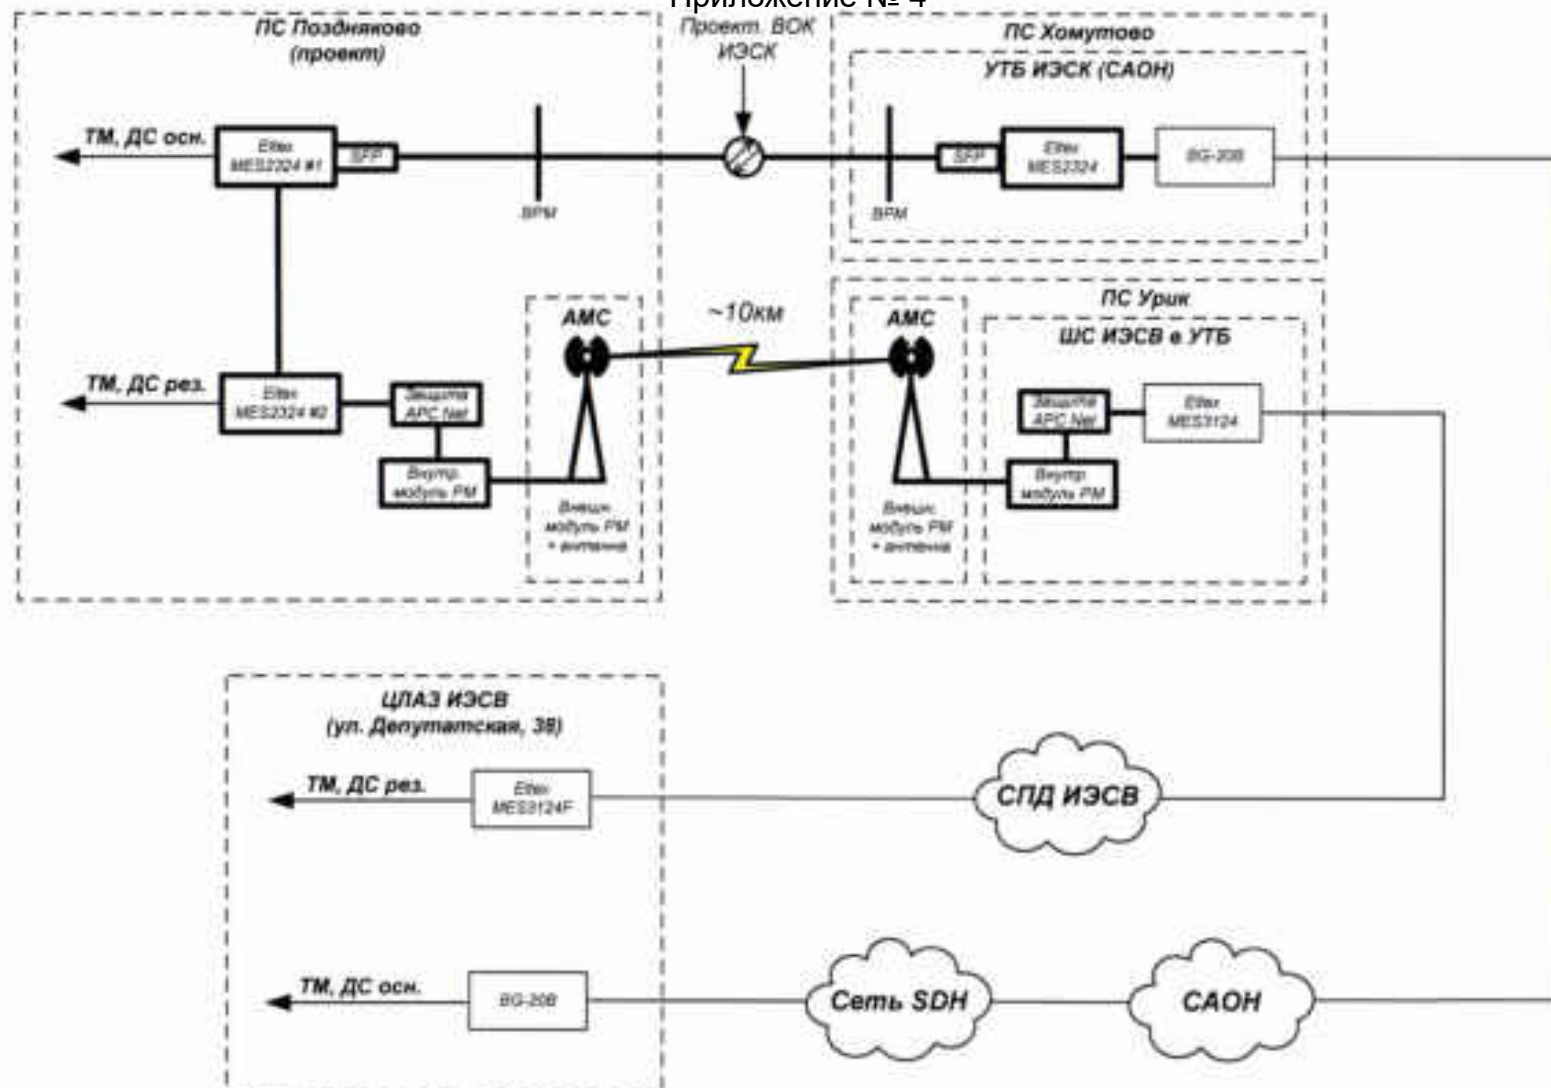 Приложение № 4
ПС Поздняково
(проект)
ТМ, ДС осн.
Eltex
MES2324 #1
SFP
ВРМ
Проект. ВОК
ИЭСК
ПС Хомутово
УТБ ИЭСК (САОН)
ВРМ
SFP
Eltex
MES2324
BG-20B
ТМ, ДС рез.
Eltex
MES2324 #2
Защита
APC Net
Внутр.
модуль РМ
АМС
Внешн.
модуль РМ
+ антенна
~10км
ПС Урик
АМС
Внешн.
модуль РМ
+ антенна
ШС ИЭСВ в УТБ
Защита
APC Net
Eltex
MES3124
Внутр.
модуль РМ
ЦЛАЗ ИЭСВ
(ул. Депутатская, 38)
ТМ, ДС рез.
Eltex
MES3124F
СПД ИЭСВ
ТМ, ДС осн.
BG-20B
Сеть SDH
САОН